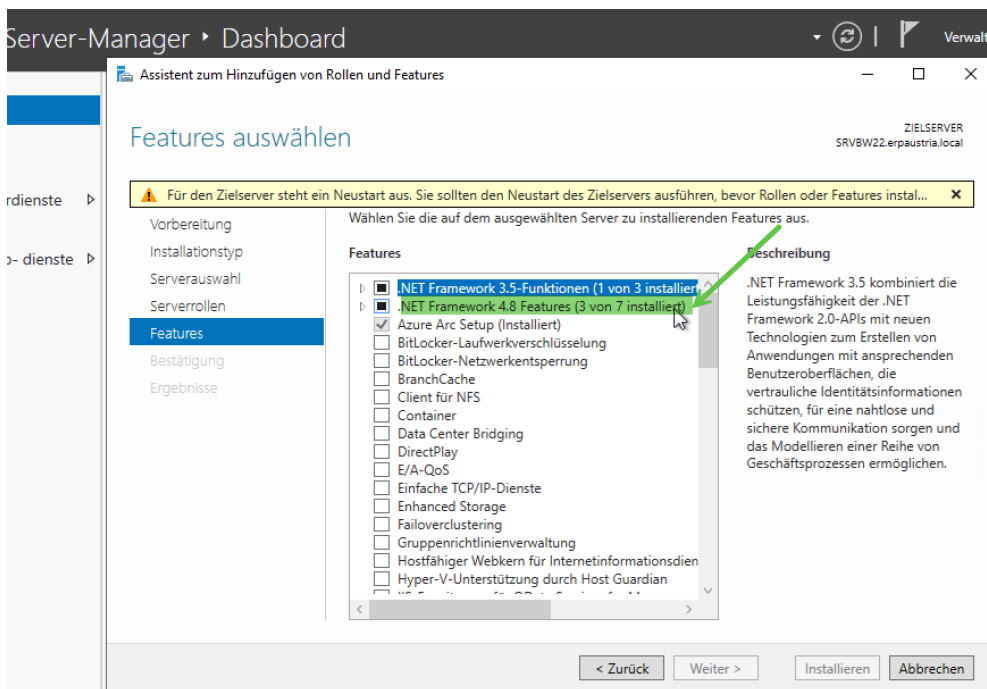 Server-Manager ‣ Dashboard
Verwalt
Assistent zum Hinzufügen von Rollen und Features
Features auswählen
ZIELSERVER
SRVBW22.erpaustria.local
Für den Zielserver steht ein Neustart aus. Sie sollten den Neustart des Zielservers ausführen, bevor Rollen oder Features instal...
rdienste
dienste
Vorbereitung
Installationstyp
Serverauswahl
Serverrollen
Features
Bestätigung
Ergebnisse
Wählen Sie die auf dem ausgewählten Server zu installierenden Features aus.
Features
.NET Framework 3.5-Funktionen (1 von 3 installiert
.NET Framework 4.8 Features (3 von 7 installiert)
Azure Arc Setup (Installiert)
BitLocker-Laufwerkverschlüsselung
BitLocker-Netzwerkentsperrung
BranchCache
Client für NFS
Container
Data Center Bridging
DirectPlay
E/A-QoS
Einfache TCP/IP-Dienste
Enhanced Storage
Failoverclustering
Gruppenrichtlinienverwaltung
Hostfähiger Webkern für Internetinformationsdien
Hyper-V-Unterstützung durch Host Guardian
Beschreibung
.NET Framework 3.5 kombiniert die
Leistungsfähigkeit der .NET
Framework 2.0-APIs mit neuen
Technologien zum Erstellen von
Anwendungen mit ansprechenden
Benutzeroberflächen, die
vertrauliche Identitätsinformationen
schützen, für eine nahtlose und
sichere Kommunikation sorgen und
das Modellieren einer Reihe von
Geschäftsprozessen ermöglichen.
< Zurück
Weiter >
Installieren
Abbrechen